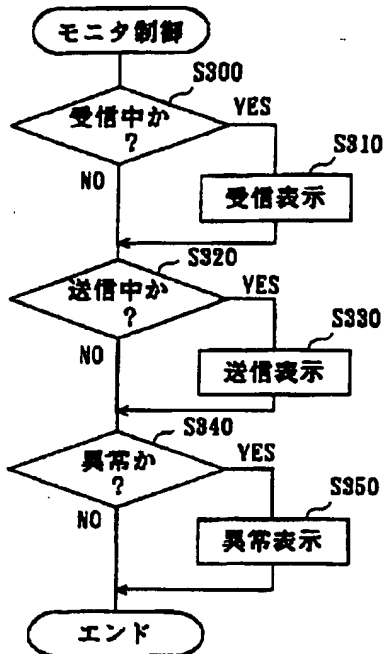 モニタ制御
S300
受信中か
?
YES
NO
S310
受信表示
S320
送信中か
?
YES
NO
S330
送信表示
S340
異常か
?
YES
NO
S350
異常表示
エンド